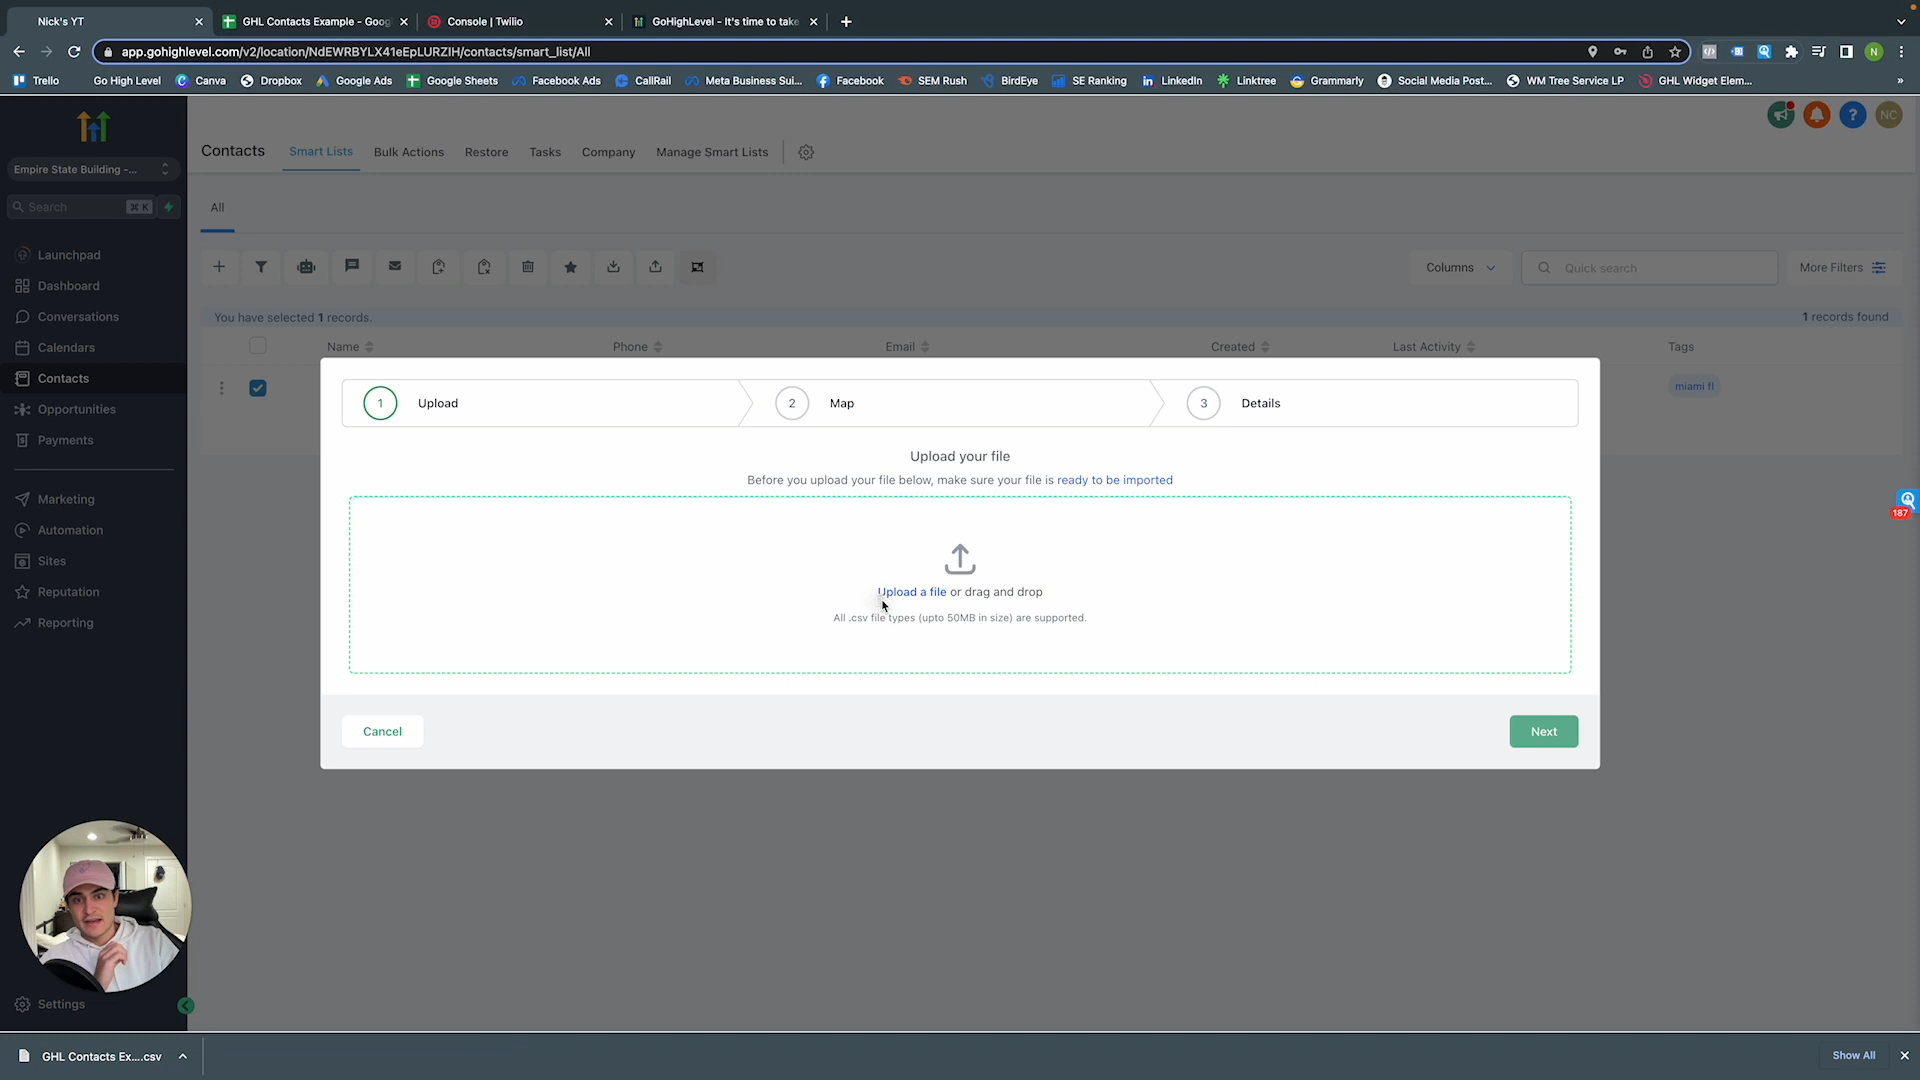 Nick's YT
GHL Contacts Example - Goog
Console | Twilio
GoHighLevel - It's time to take
app.gohighlevel.com/v2/location/NdEWRBYLX41eEpLURZIH/contacts/smart_list/All
N
Trello
Go High Level
Canva
Dropbox
Google Ads
Google Sheets
Facebook Ads
CallRail
Meta Business Sui...
Facebook
SEM Rush
BirdEye
SE Ranking
LinkedIn
Linktree
Grammarly
Social Media Post...
WM Tree Service LP
GHL Widget Elem...
»
NC
Contacts
Smart Lists
Bulk Actions
Restore
Tasks
Company
Manage Smart Lists
Empire State Building -...
Search
⌘ K
All
Launchpad
Dashboard
Conversations
Calendars
Contacts
Opportunities
Payments
Marketing
Automation
Sites
Reputation
Reporting
Settings
Columns
Quick search
More Filters
You have selected 1 records.
1 records found
Name
Phone
Email
Created
Last Activity
Tags
miami fl
1 Upload
2 Map
3 Details
Upload your file
Before you upload your file below, make sure your file is ready to be imported
Upload a file or drag and drop
All .csv file types (upto 50MB in size) are supported.
Cancel
Next
187
GHL Contacts Ex....csv
Show All